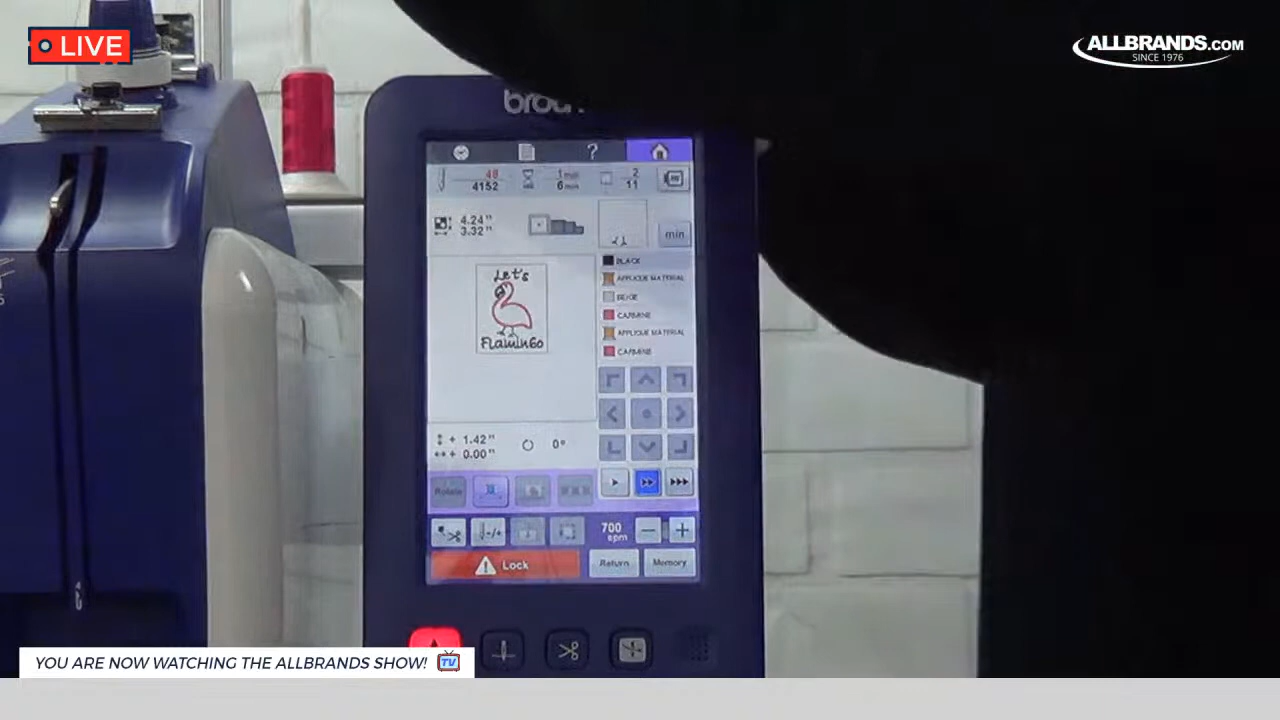 LIVE
ALLBRANDS.COM
SINCE 1976
?
48
4152
1 min
6 min
2
11
4.24"
3.32"
min
Let's
FlaminGo
BLACK
APPLIQUE MATERIAL
BEIGE
CARMINE
APPLIQUE MATERIAL
CARMINE
+ 1.42"
+ 0.00"
0°
Rotate
-/+
700
spm
- +
Lock
Return
Memory
YOU ARE NOW WATCHING THE ALLBRANDS SHOW!
TV